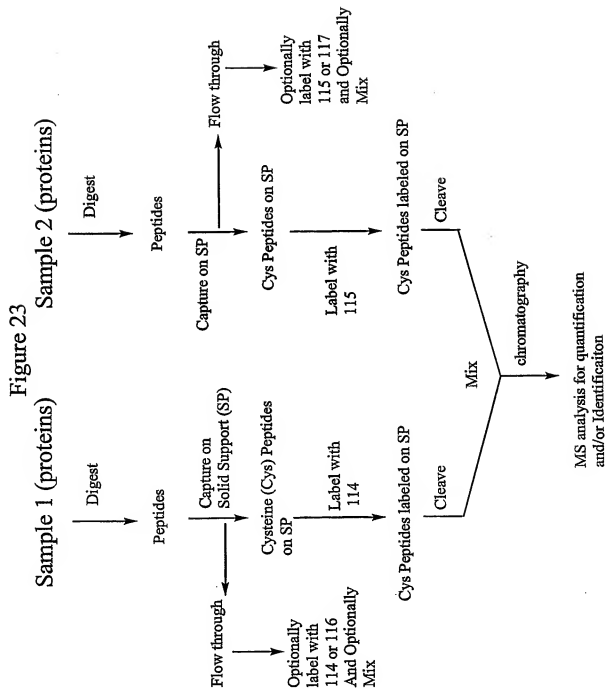 Figure 23
Sample 1 (proteins)
Digest
Peptides
Capture on
Solid Support (SP)
Flow through
Optionally
label with
114 or 116
And Optionally
Mix
Cysteine (Cys) Peptides
on SP
Label with
114
Cys Peptides labeled on SP
Cleave
Sample 2 (proteins)
Digest
Peptides
Capture on SP
Flow through
Optionally
label with
115 or 117
and Optionally
Mix
Cys Peptides on SP
Label with
115
Cys Peptides labeled on SP
Cleave
Mix
chromatography
MS analysis for quantification
and/or Identificaiton